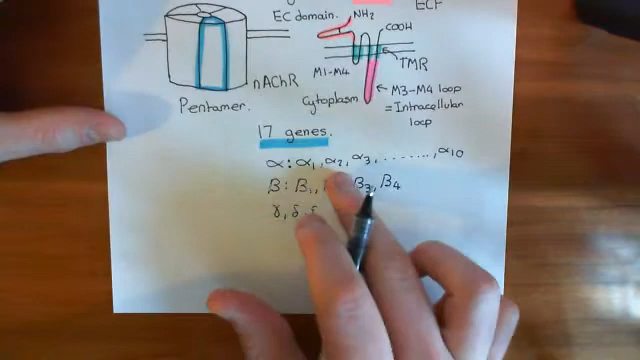 ECF
EC domain.
NH2
COOH
TMR
M1-M4
nAChR
Cytoplasm
M3-M4 loop
= Intracellular
loop
Pentamer.
17 genes.
α: α1, α2, α3, ........, α10
β: β1, β3, β4
γ, δ,